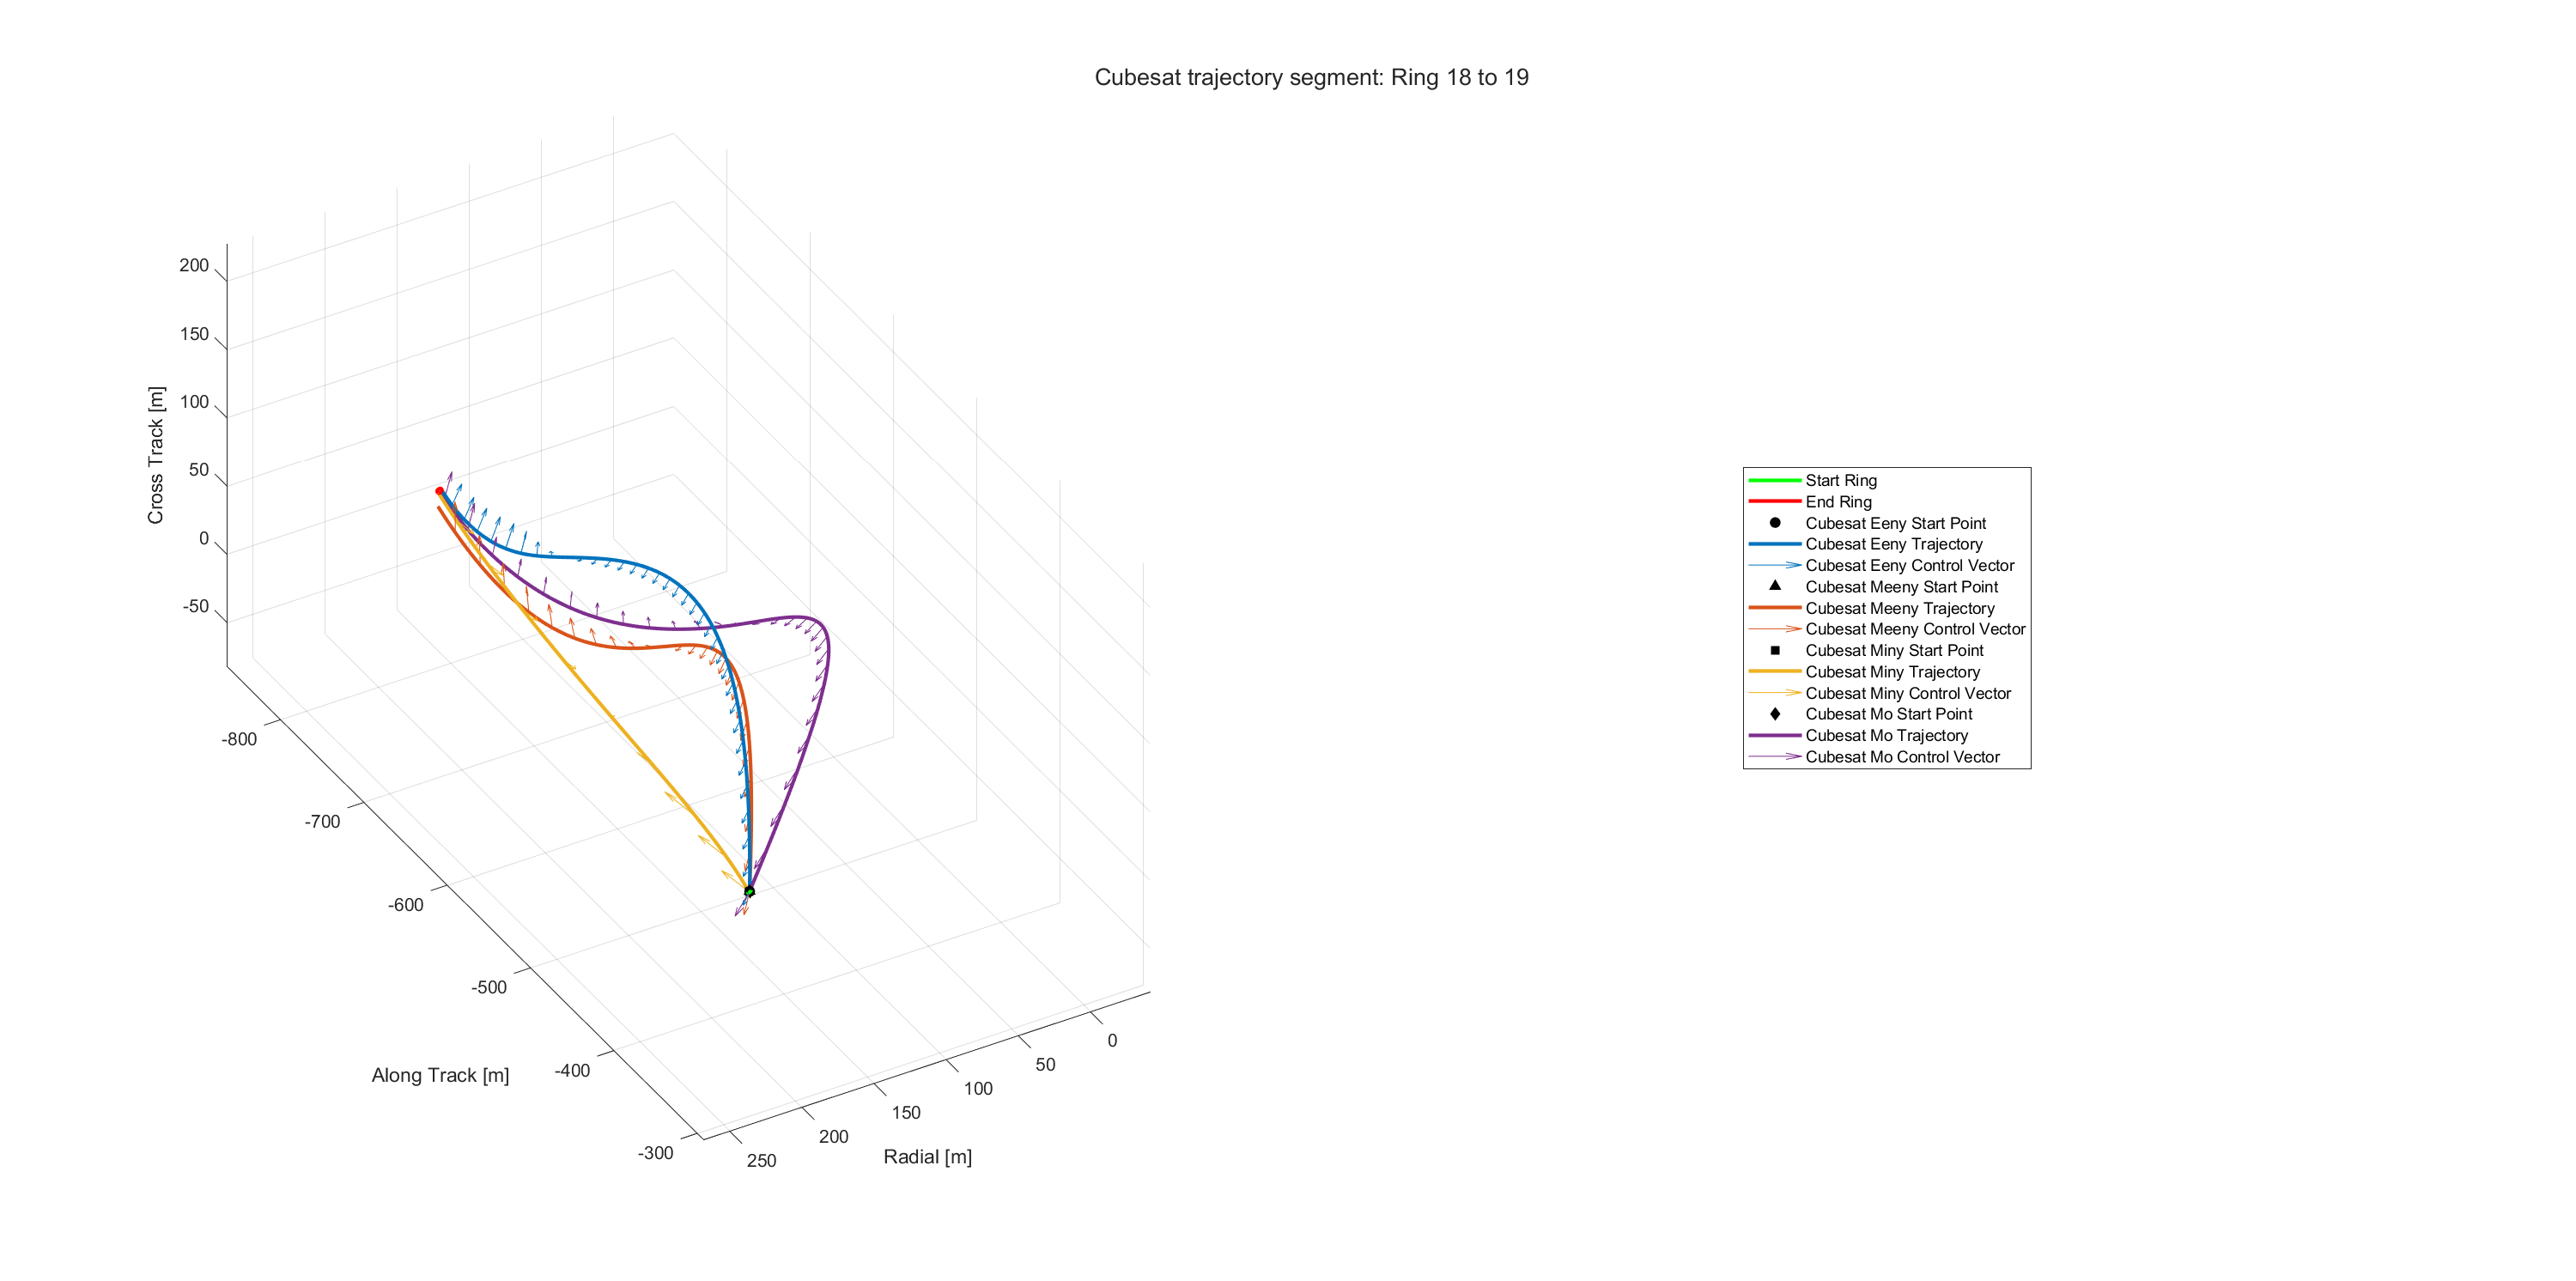 Cubesat trajectory segment: Ring 18 to 19
200
150
100
50
0
-50
Cross Track [m]
-800
-700
-600
-500
-400
-300
Along Track [m]
250
200
150
100
50
0
Radial [m]
Start Ring
End Ring
Cubesat Eeny Start Point
Cubesat Eeny Trajectory
Cubesat Eeny Control Vector
Cubesat Meeny Start Point
Cubesat Meeny Trajectory
Cubesat Meeny Control Vector
Cubesat Miny Start Point
Cubesat Miny Trajectory
Cubesat Miny Control Vector
Cubesat Mo Start Point
Cubesat Mo Trajectory
Cubesat Mo Control Vector